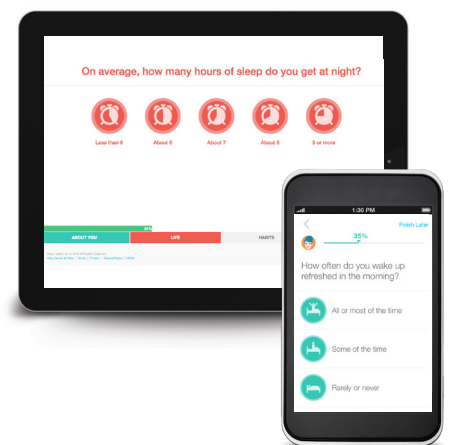 On average, how many hours of sleep do you get at night?
Less than 6
About 6
About 7
About 8
9 or more
ABOUT YOU
LIFE
HABITS
1:30 PM
Finish Later
35%
How often do you wake up
refreshed in the morning?
All or most of the time
Some of the time
Rarely or never